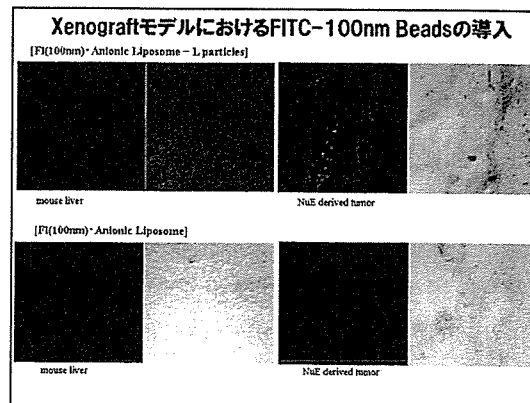 XenograftモデルにおけるFITC-100nm Beadsの導入
[Fl(100nm)・Anionic Liposome − L particles]
mouse liver
NuE derived tumor
[Fl(100nm)・Anionic Liposome]
mouse liver
NuE derived tumor